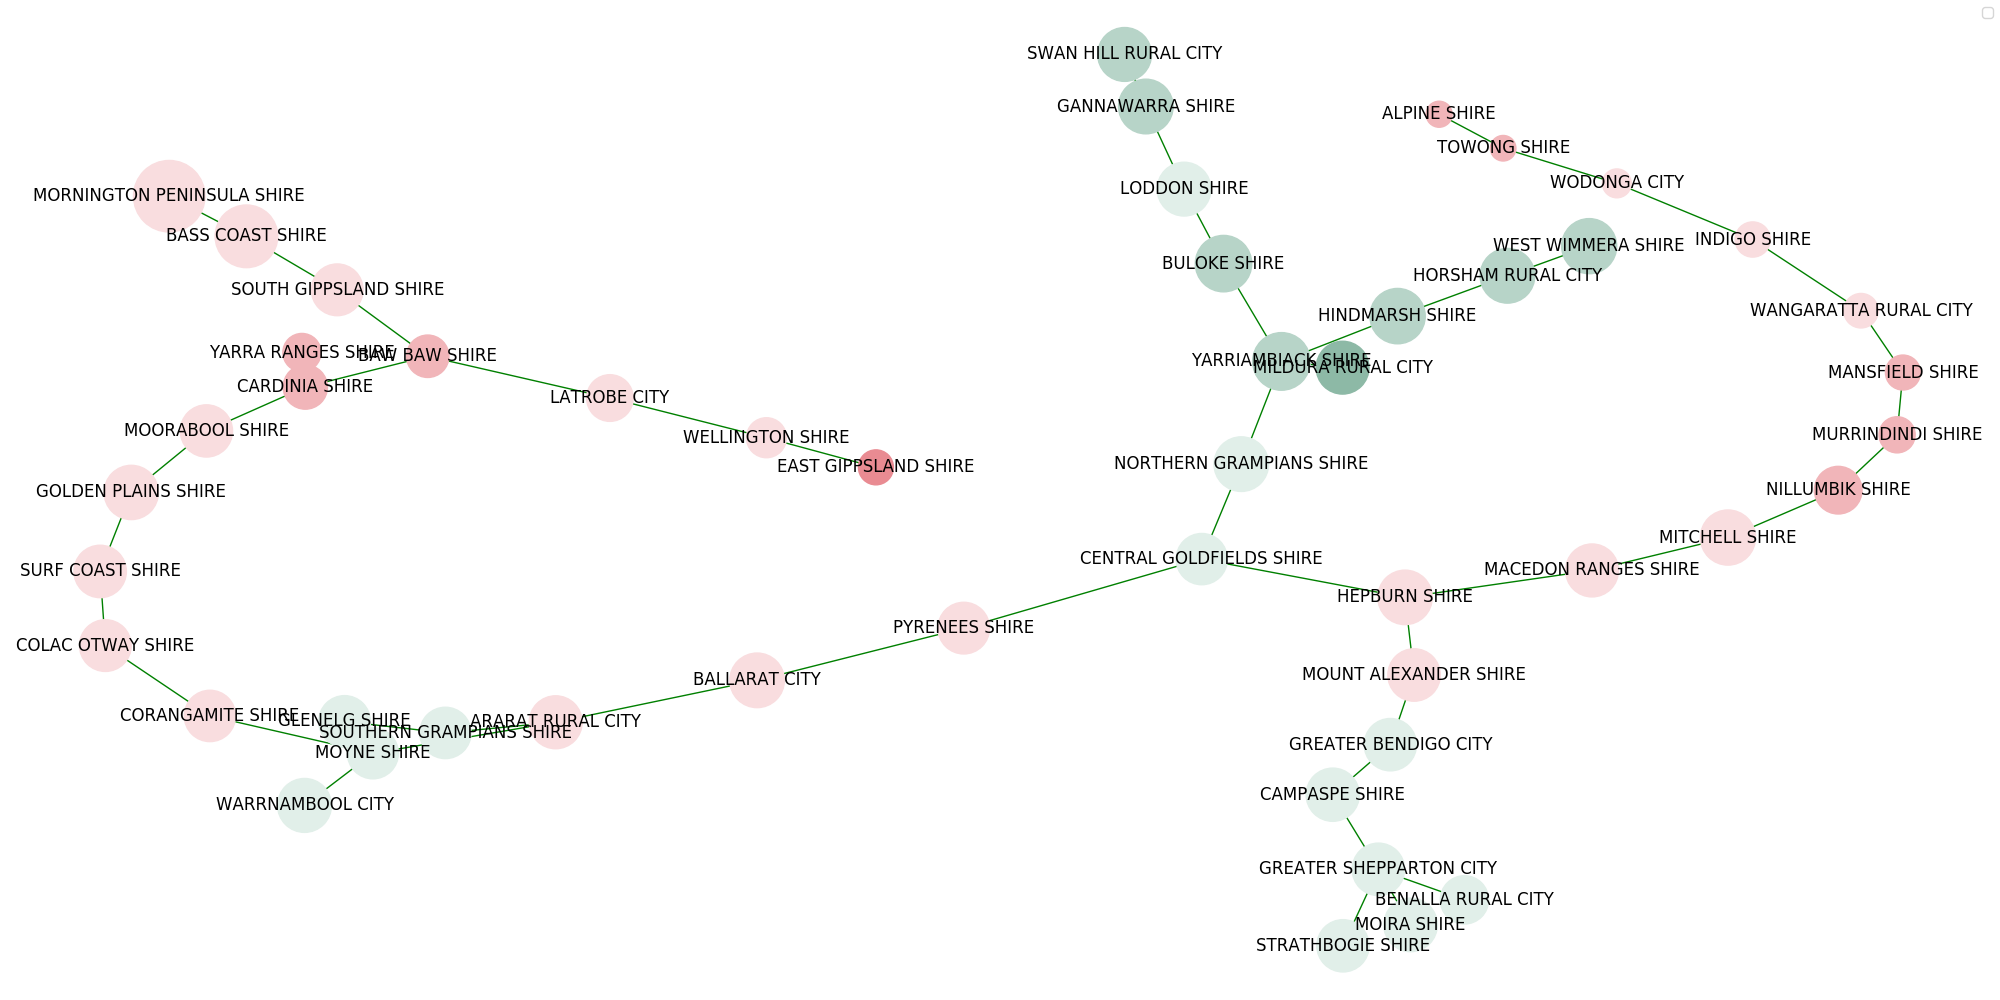 SWAN HILL RURAL CITY
GANNAWARRA SHIRE
ALPINE SHIRE
TOWONG SHIRE
WODONGA CITY
LODDON SHIRE
MORNINGTON PENINSULA SHIRE
BASS COAST SHIRE
INDIGO SHIRE
WEST WIMMERA SHIRE
BULOKE SHIRE
HORSHAM RURAL CITY
SOUTH GIPPSLAND SHIRE
WANGARATTA RURAL CITY
HINDMARSH SHIRE
YARRA RANGES SHIRE
BAW BAW SHIRE
YARRIAMBIACK SHIRE
MILDURA RURAL CITY
MANSFIELD SHIRE
CARDINIA SHIRE
LATROBE CITY
MOORABOOL SHIRE
WELLINGTON SHIRE
MURRINDINDI SHIRE
NORTHERN GRAMPIANS SHIRE
EAST GIPPSLAND SHIRE
GOLDEN PLAINS SHIRE
NILLUMBIK SHIRE
MITCHELL SHIRE
CENTRAL GOLDFIELDS SHIRE
SURF COAST SHIRE
MACEDON RANGES SHIRE
HEPBURN SHIRE
PYRENEES SHIRE
COLAC OTWAY SHIRE
MOUNT ALEXANDER SHIRE
BALLARAT CITY
CORANGAMITE SHIRE
GLENELG SHIRE
ARARAT RURAL CITY
SOUTHERN GRAMPIANS SHIRE
MOYNE SHIRE
GREATER BENDIGO CITY
CAMPASPE SHIRE
WARRNAMBOOL CITY
GREATER SHEPPARTON CITY
BENALLA RURAL CITY
MOIRA SHIRE
STRATHBOGIE SHIRE